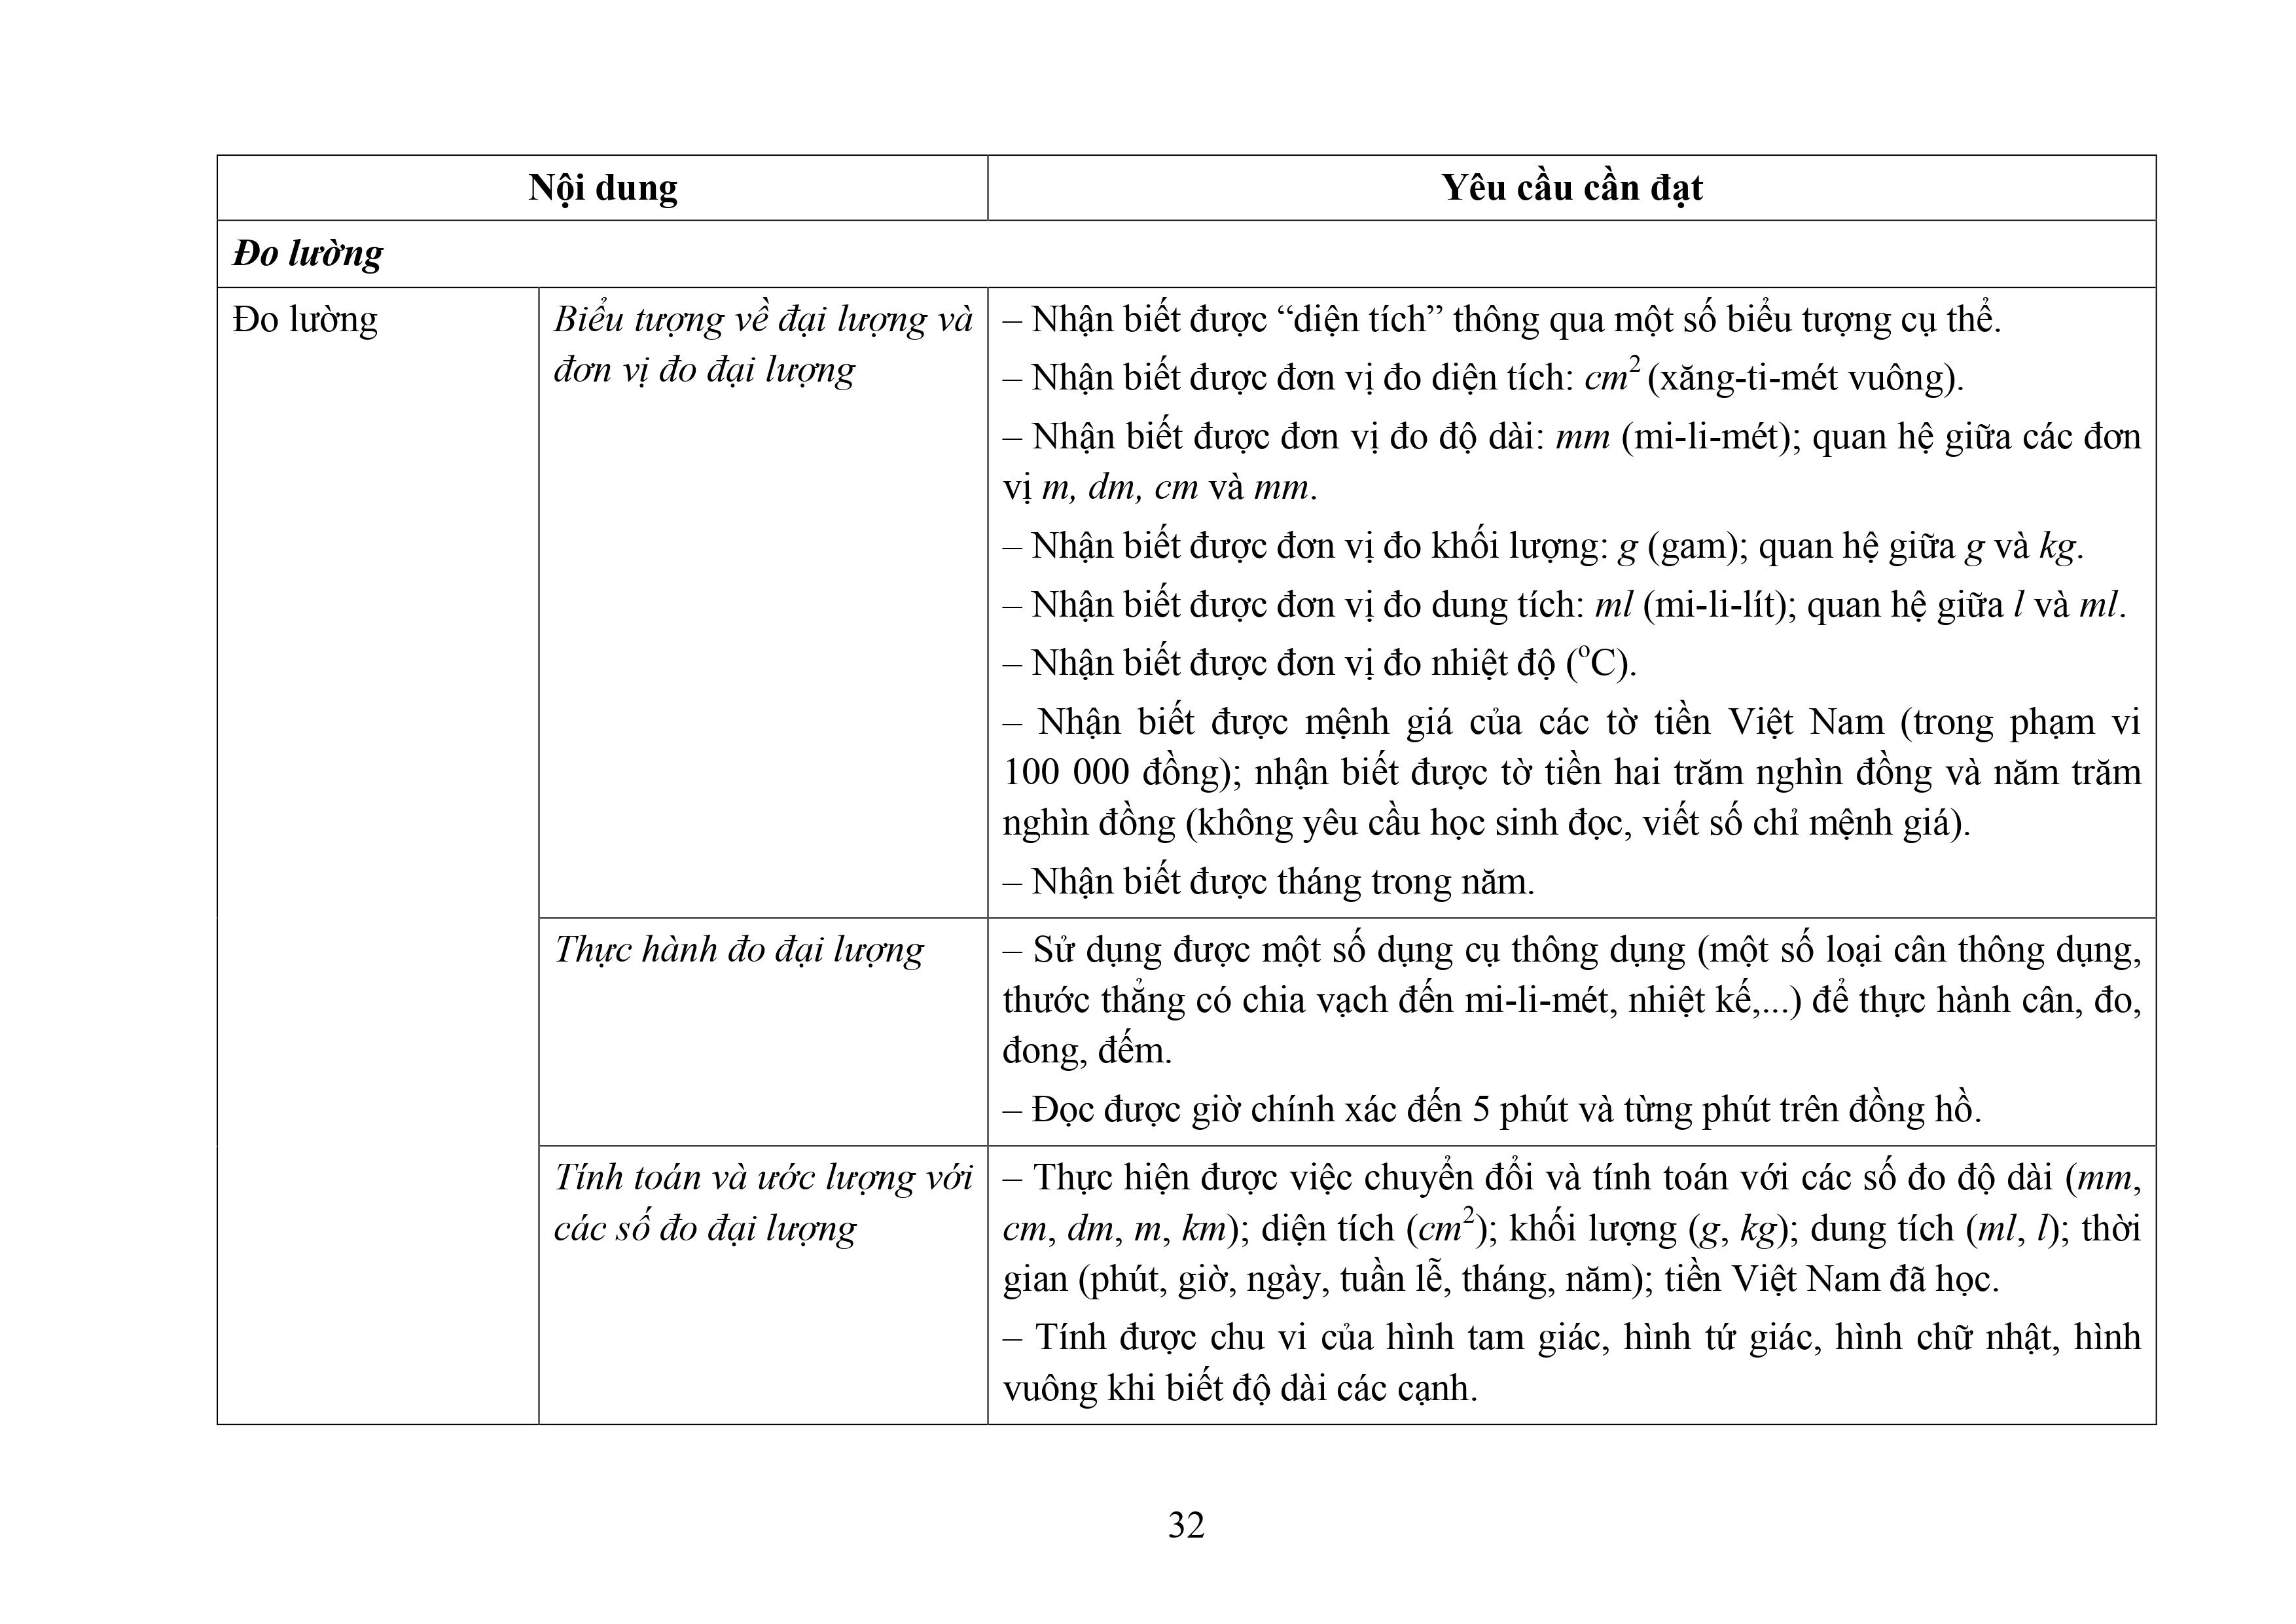 Nội dung
Yêu cầu cần đạt
Đo lường
Đo lường
Biểu tượng về đại lượng và
đơn vị đo đại lượng
– Nhận biết được “diện tích” thông qua một số biểu tượng cụ thể.
– Nhận biết được đơn vị đo diện tích: cm² (xăng-ti-mét vuông).
– Nhận biết được đơn vị đo độ dài: mm (mi-li-mét); quan hệ giữa các đơn
vị m, dm, cm và mm.
– Nhận biết được đơn vị đo khối lượng: g (gam); quan hệ giữa g và kg.
– Nhận biết được đơn vị đo dung tích: ml (mi-li-lít); quan hệ giữa l và ml.
– Nhận biết được đơn vị đo nhiệt độ (ᵒC).
– Nhận biết được mệnh giá của các tờ tiền Việt Nam (trong phạm vi
100 000 đồng); nhận biết được tờ tiền hai trăm nghìn đồng và năm trăm
nghìn đồng (không yêu cầu học sinh đọc, viết số chỉ mệnh giá).
– Nhận biết được tháng trong năm.
Thực hành đo đại lượng
– Sử dụng được một số dụng cụ thông dụng (một số loại cân thông dụng,
thước thẳng có chia vạch đến mi-li-mét, nhiệt kế,...) để thực hành cân, đo,
đong, đếm.
– Đọc được giờ chính xác đến 5 phút và từng phút trên đồng hồ.
Tính toán và ước lượng với
các số đo đại lượng
– Thực hiện được việc chuyển đổi và tính toán với các số đo độ dài (mm,
cm, dm, m, km); diện tích (cm²); khối lượng (g, kg); dung tích (ml, l); thời
gian (phút, giờ, ngày, tuần lễ, tháng, năm); tiền Việt Nam đã học.
– Tính được chu vi của hình tam giác, hình tứ giác, hình chữ nhật, hình
vuông khi biết độ dài các cạnh.
32